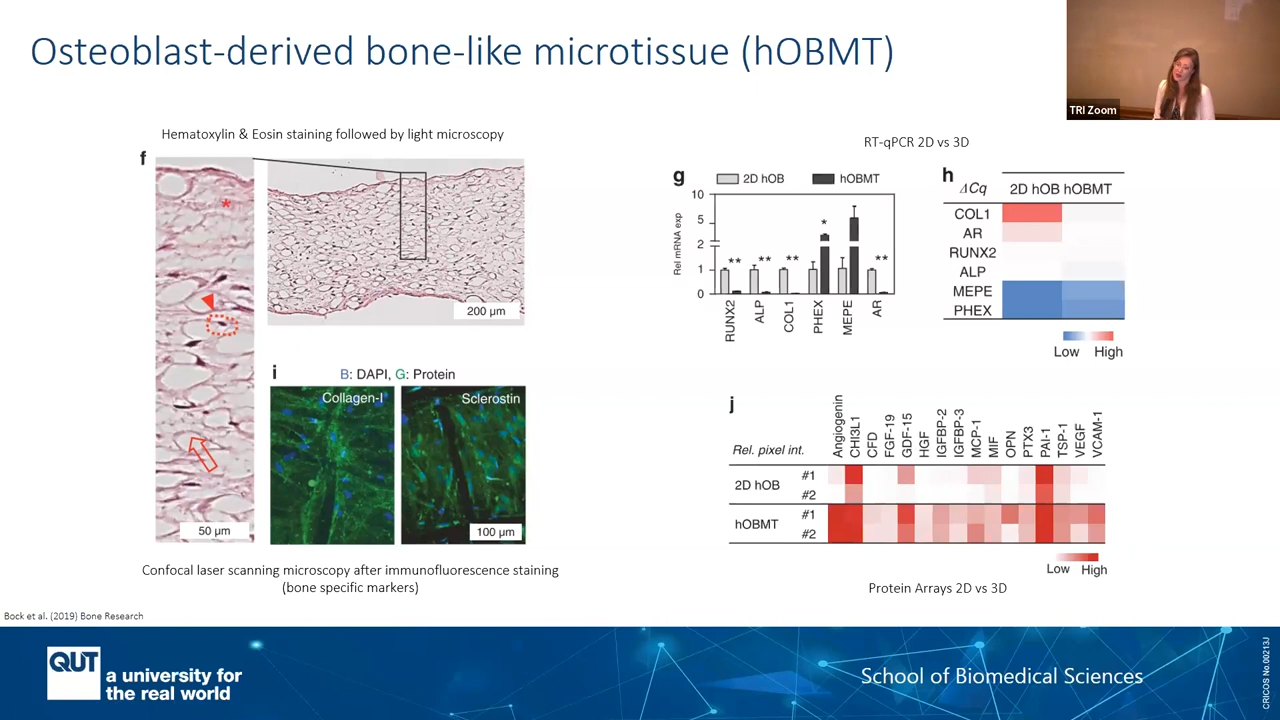 Osteoblast-derived bone-like microtissue (hOBMT)
TRI Zoom
Hematoxylin & Eosin staining followed by light microscopy
f
*
200 µm
50 µm
i
B: DAPI, G: Protein
Collagen-I
Sclerostin
100 µm
Confocal laser scanning microscopy after immunofluorescence staining
(bone specific markers)
RT-qPCR 2D vs 3D
g
2D hOB
hOBMT
Rel mRNA exp
10
5
2
1
0
** ** ** * **
RUNX2
ALP
COL1
PHEX
MEPE
AR
h
ΔCq 2D hOB hOBMT
COL1
AR
RUNX2
ALP
MEPE
PHEX
Low High
j
Rel. pixel int.
Angiogenin
CHI3L1
CFD
FGF-19
GDF-15
HGF
IGFBP-2
IGFBP-3
MCP-1
MIF
OPN
PTX3
PAI-1
TSP-1
VEGF
VCAM-1
2D hOB
#1
#2
hOBMT
#1
#2
Low High
Protein Arrays 2D vs 3D
Bock et al. (2019) Bone Research
QUT
a university for
the real world
School of Biomedical Sciences
CRICOS No.00213J